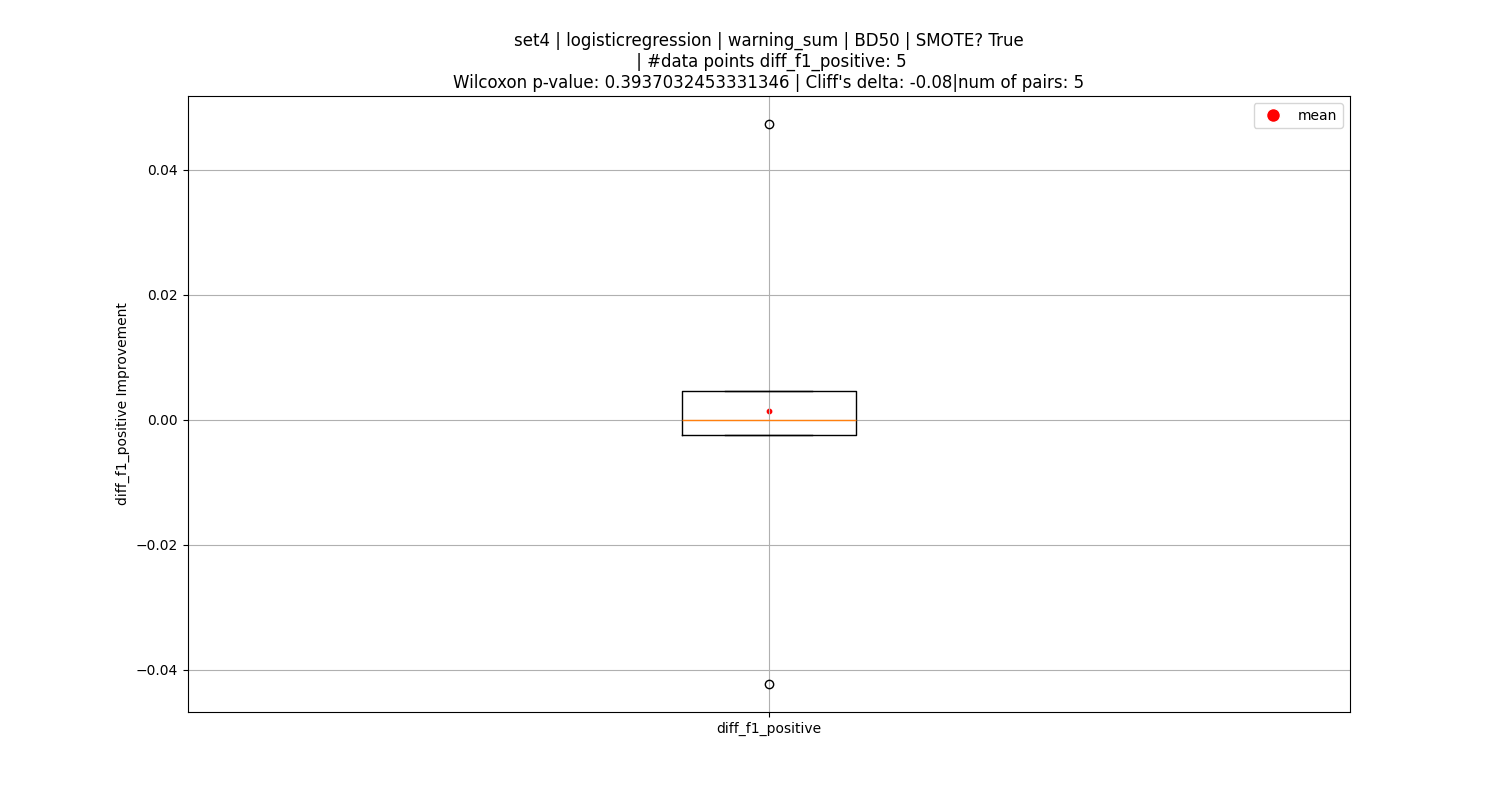 set4 | logisticregression | warning_sum | BD50 | SMOTE? True
| #data points diff_f1_positive: 5
Wilcoxon p-value: 0.3937032453331346 | Cliff's delta: -0.08|num of pairs: 5
mean
0.04
0.02
0.00
−0.02
−0.04
diff_f1_positive Improvement
diff_f1_positive